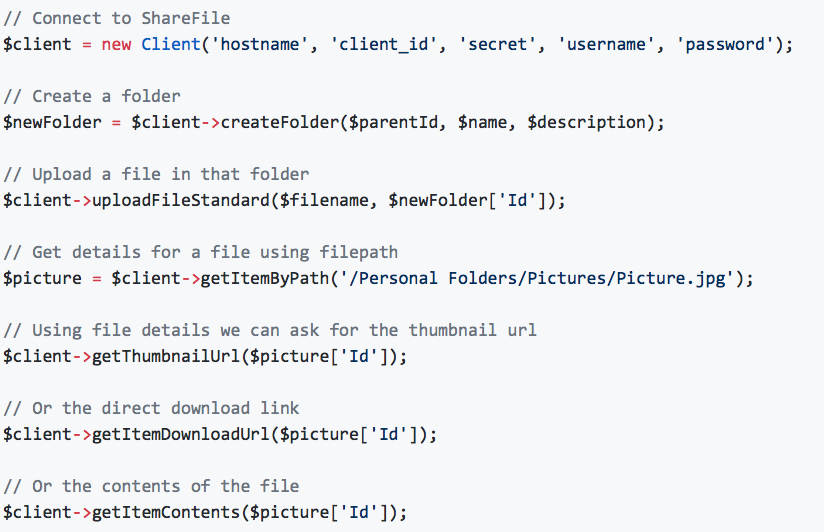 // Connect to ShareFile
$client = new Client('hostname', 'client_id', 'secret', 'username', 'password');
// Create a folder
$newFolder = $client->createFolder($parentId, $name, $description);
// Upload a file in that folder
$client->uploadFileStandard($filename, $newFolder['Id']);
// Get details for a file using filepath
$picture = $client->getItemByPath('/Personal Folders/Pictures/Picture.jpg');
// Using file details we can ask for the thumbnail url
$client->getThumbnailUrl($picture['Id']);
// Or the direct download link
$client->getItemDownloadUrl($picture['Id']);
// Or the contents of the file
$client->getItemContents($picture['Id']);